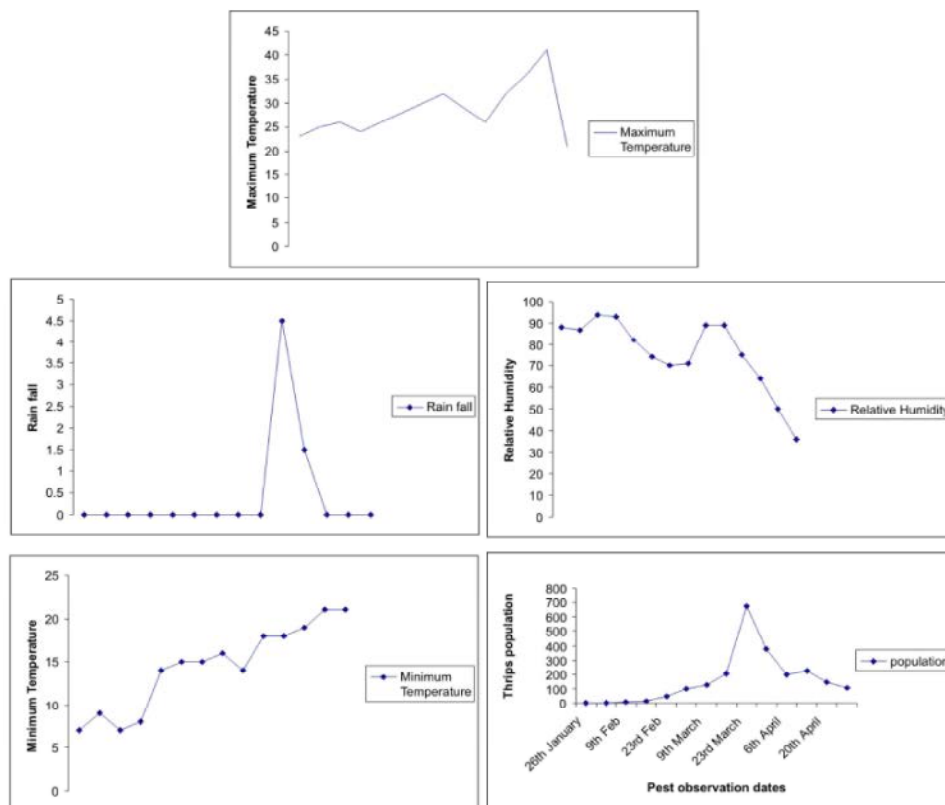 45
40
35
30
25
20
15
10
5
0
Maximum Temperature
Maximum
Temperature
5
4.5
4
3.5
3
2.5
2
1.5
1
0.5
0
Rain fall
Rain fall
100
90
80
70
60
50
40
30
20
10
0
Relative Humidity
Relative Humidity
25
20
15
10
5
0
Minimum Temperature
Minimum
Temperature
800
700
600
500
400
300
200
100
0
Thrips population
population
26th January
9th Feb
23rd Feb
9th March
23rd March
6th April
20th April
Pest observation dates